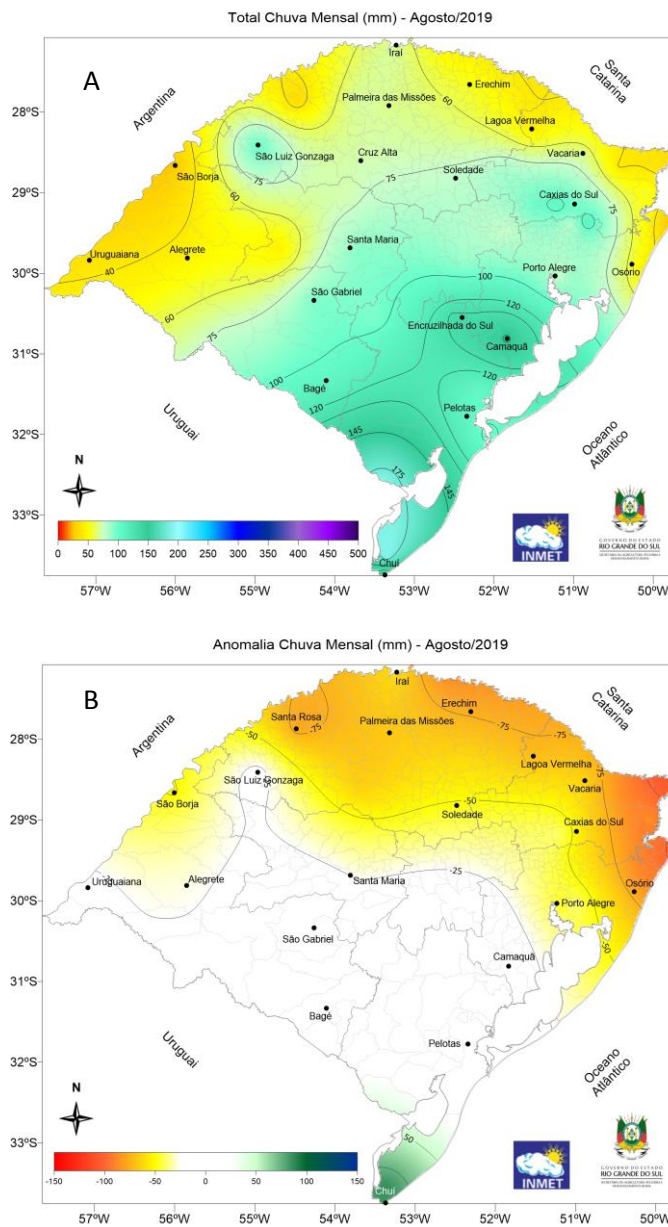 Total Chuva Mensal (mm) - Agosto/2019
A
Argentina
Santa
Catarina
Iraí
Erechim
60
Palmeira das Missões
Lagoa Vermelha
28ºS
São Luiz Gonzaga
Cruz Alta
Vacaria
São Borja
75
Soledade
75
Caxias do Sul
29ºS
60
75
Santa Maria
Uruguaiana
Alegrete
Porto Alegre
Osório
30ºS
40
São Gabriel
100
60
120
Encruzilhada do Sul
75
Camaquã
31ºS
100
120
Bagé
120
Pelotas
Uruguai
145
Oceano
Atlântico
32ºS
175
145
N
33ºS
0 50 100 150 200 250 300 350 400 450 500
INMET
GOVERNO DO ESTADO
RIO GRANDE DO SUL
Chuí
57ºW 56ºW 55ºW 54ºW 53ºW 52ºW 51ºW 50ºW
Anomalia Chuva Mensal (mm) - Agosto/2019
B
Argentina
Santa
Catarina
Iraí
Erechim
Santa Rosa
-75
Palmeira das Missões
-75
28ºS
-50
Lagoa Vermelha
-75
São Luiz Gonzaga
Vacaria
São Borja
-50
Soledade
Caxias do Sul
29ºS
Uruguaiana
Alegrete
Santa Maria
-25
Osório
30ºS
Porto Alegre
São Gabriel
-50
Camaquã
31ºS
Bagé
Pelotas
Uruguai
Oceano
Atlântico
32ºS
N
33ºS
50
-150 -100 -50 0 50 100 150
INMET
GOVERNO DO ESTADO
RIO GRANDE DO SUL
Chuí
57ºW 56ºW 55ºW 54ºW 53ºW 52ºW 51ºW 50ºW